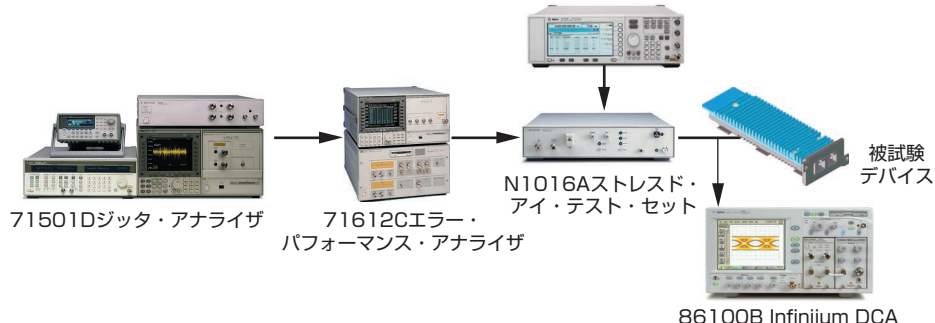 71501Dジッタ・アナライザ
71612Cエラー・
パフォーマンス・アナライザ
N1016Aストレスド・
アイ・テスト・セット
被試験
デバイス
86100B Infiniium DCA